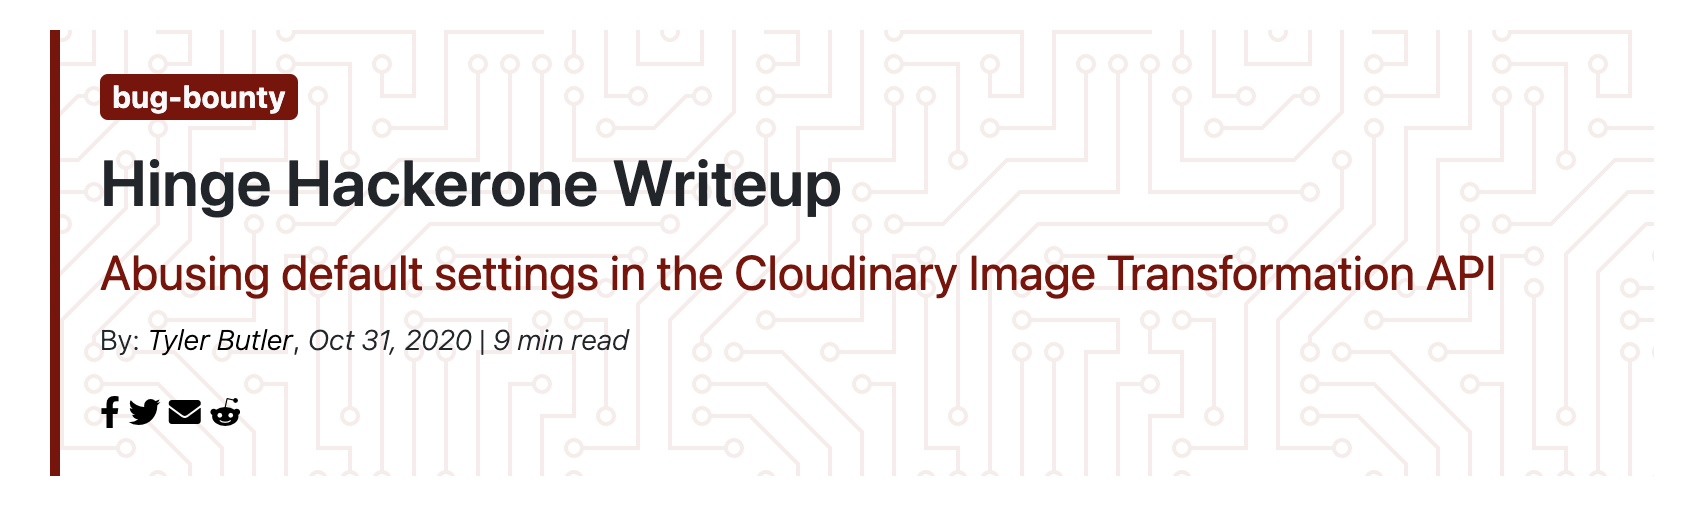 bug-bounty
Hinge Hackerone Writeup
Abusing default settings in the Cloudinary Image Transformation API
By: Tyler Butler, Oct 31, 2020 | 9 min read